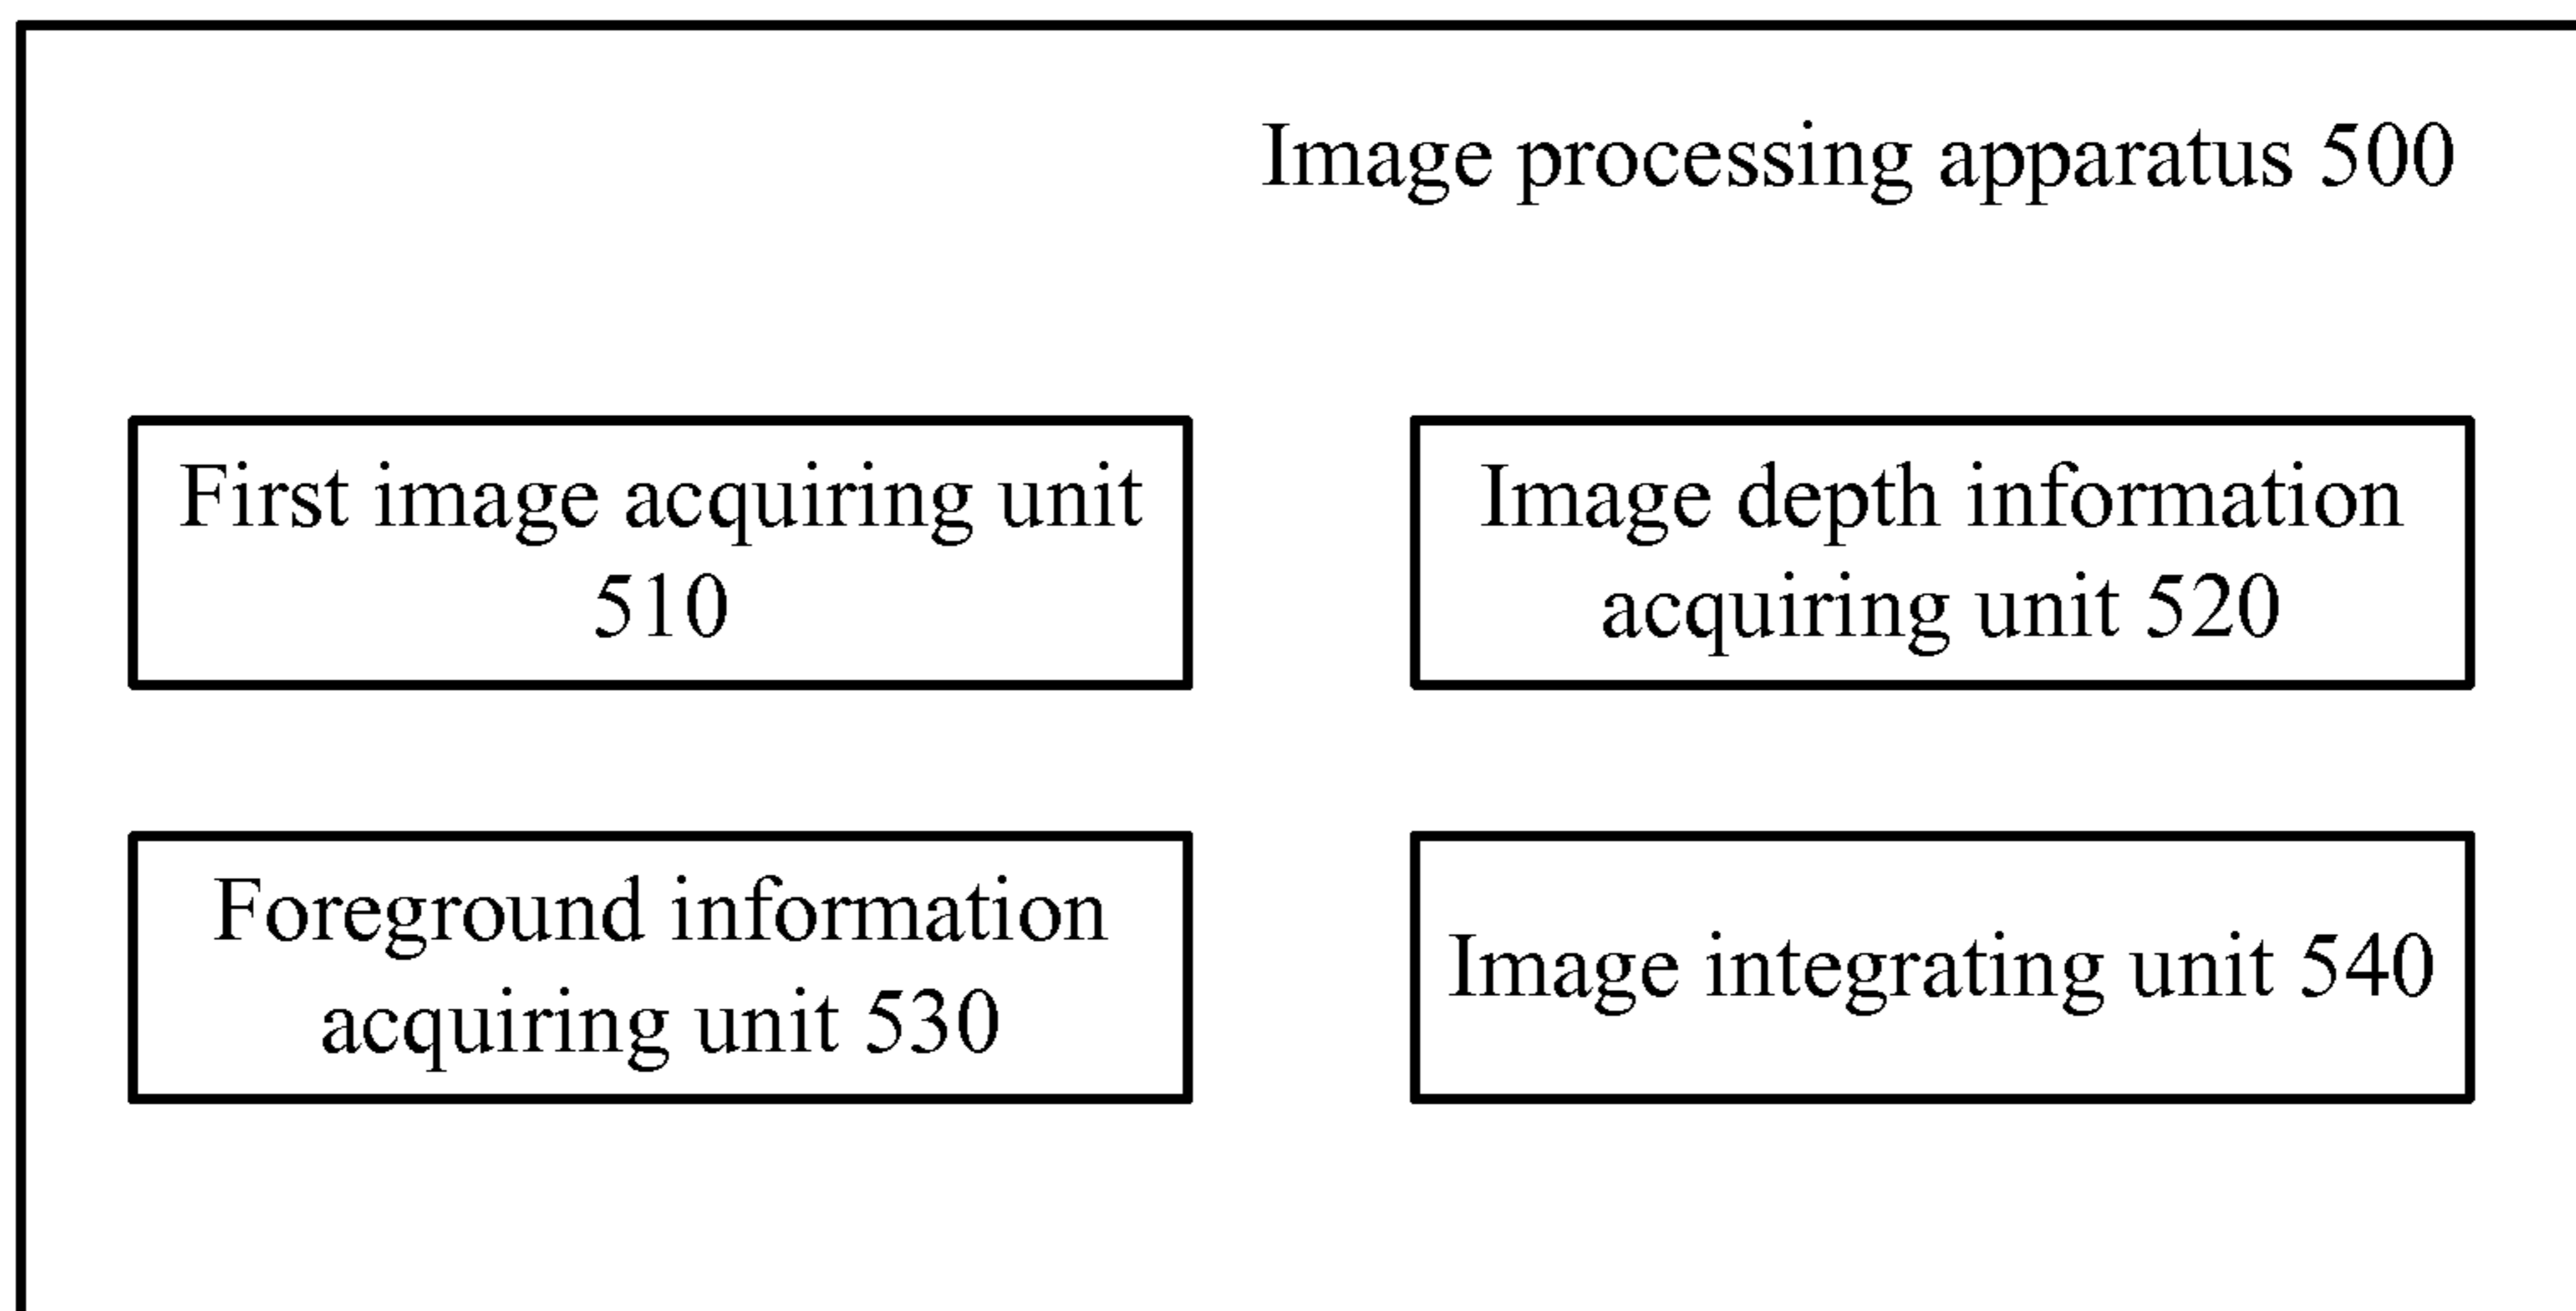 Image processing apparatus 500
First image acquiring unit
510
Image depth information
acquiring unit 520
Foreground information
acquiring unit 530
Image integrating unit 540